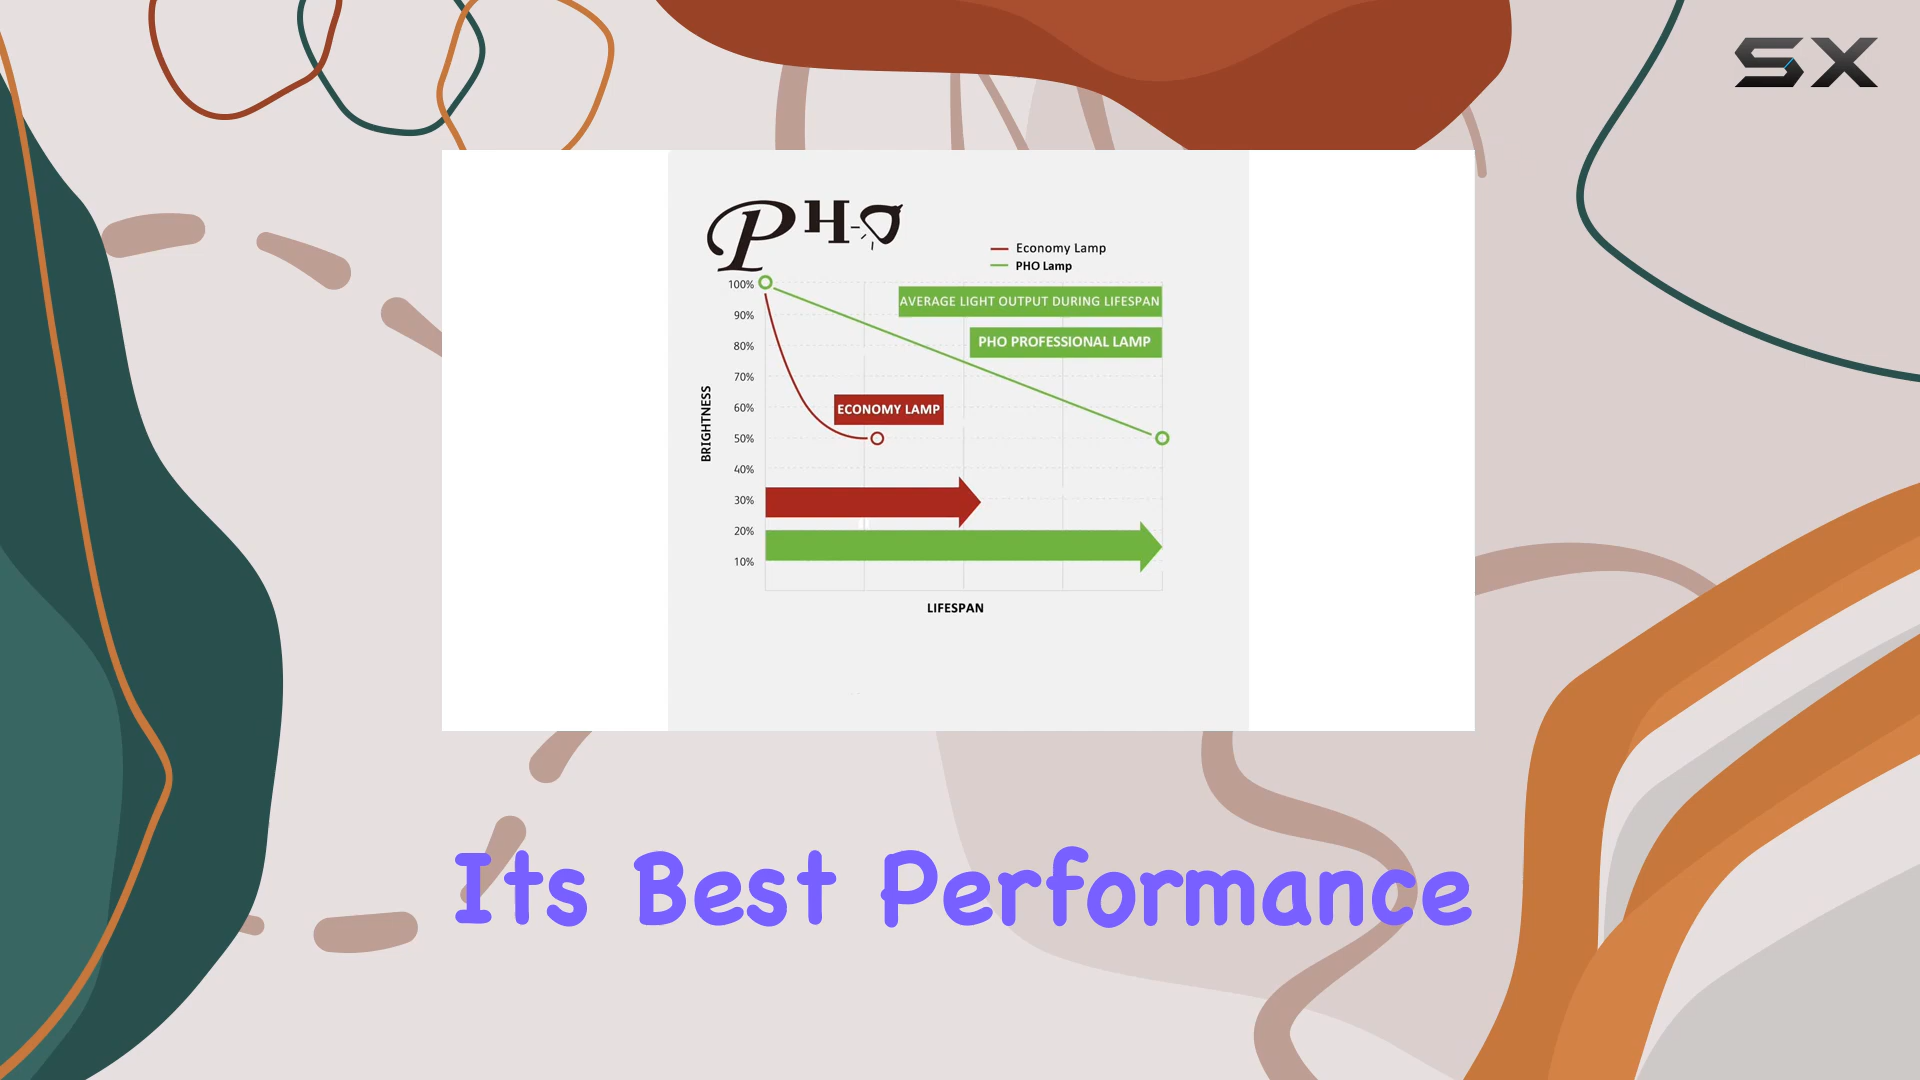 SX
PHO
Economy Lamp
PHO Lamp
100%
AVERAGE LIGHT OUTPUT DURING LIFESPAN
90%
PHO PROFESSIONAL LAMP
80%
70%
60%
ECONOMY LAMP
50%
40%
30%
20%
10%
BRIGHTNESS
LIFESPAN
Its Best Performance